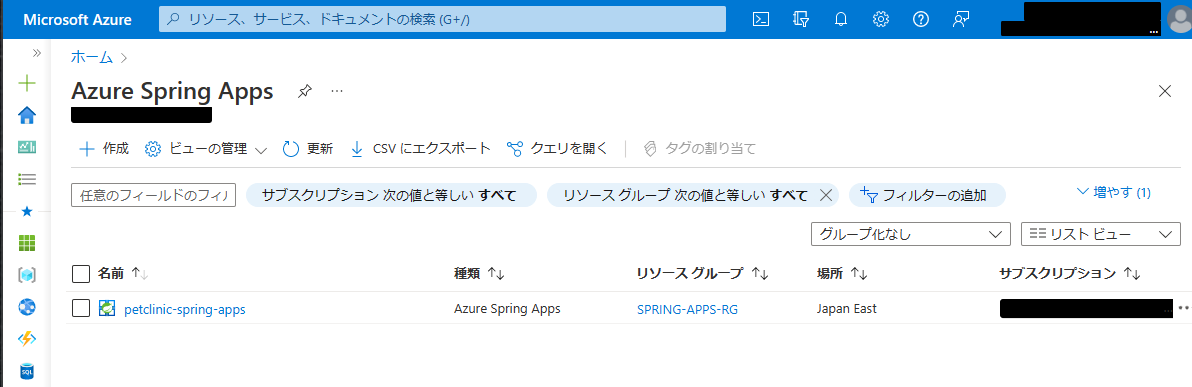 Microsoft Azure
リソース、サービス、ドキュメントの検索 (G+/)
...
ホーム
Azure Spring Apps
...
作成 ビューの管理 更新 CSV にエクスポート クエリを開く タグの割り当て
任意のフィールドのフィル サブスクリプション 次の値と等しい すべて リソース グループ 次の値と等しい すべて フィルターの追加 増やす (1)
グループ化なし リスト ビュー
名前 種類 リソース グループ 場所 サブスクリプション
petclinic-spring-apps Azure Spring Apps SPRING-APPS-RG Japan East
SQL